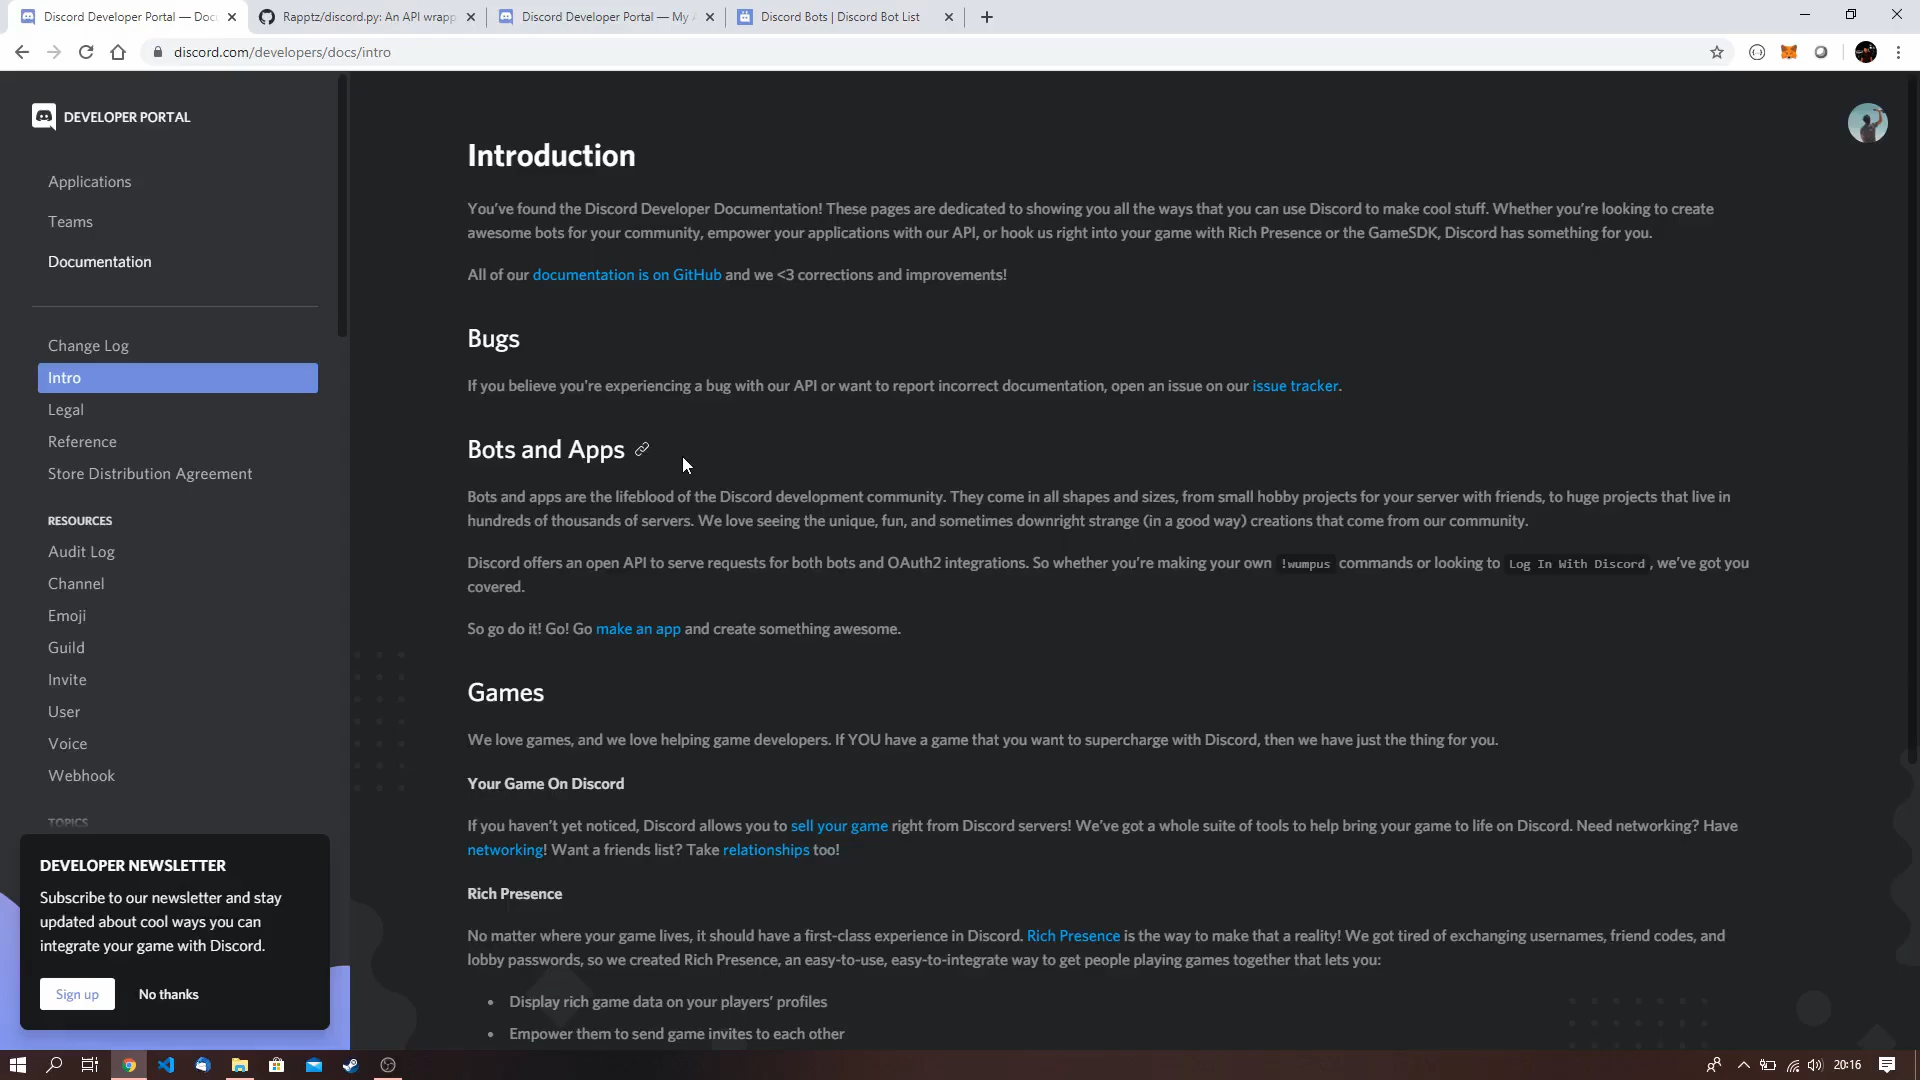 Discord Developer Portal — Doc
Rapptz/discord.py: An API wrapp
Discord Developer Portal — My A
Discord Bots | Discord Bot List
discord.com/developers/docs/intro
DEVELOPER PORTAL
Applications
Teams
Documentation
Change Log
Intro
Legal
Reference
Store Distribution Agreement
RESOURCES
Audit Log
Channel
Emoji
Guild
Invite
User
Voice
Webhook
TOPICS
DEVELOPER NEWSLETTER
Subscribe to our newsletter and stay
updated about cool ways you can
integrate your game with Discord.
Sign up
No thanks
Introduction
You've found the Discord Developer Documentation! These pages are dedicated to showing you all the ways that you can use Discord to make cool stuff. Whether you're looking to create
awesome bots for your community, empower your applications with our API, or hook us right into your game with Rich Presence or the GameSDK, Discord has something for you.
All of our documentation is on GitHub and we <3 corrections and improvements!
Bugs
If you believe you're experiencing a bug with our API or want to report incorrect documentation, open an issue on our issue tracker.
Bots and Apps
Bots and apps are the lifeblood of the Discord development community. They come in all shapes and sizes, from small hobby projects for your server with friends, to huge projects that live in
hundreds of thousands of servers. We love seeing the unique, fun, and sometimes downright strange (in a good way) creations that come from our community.
Discord offers an open API to serve requests for both bots and OAuth2 integrations. So whether you're making your own !wumpus commands or looking to Log In With Discord, we've got you
covered.
So go do it! Go! Go make an app and create something awesome.
Games
We love games, and we love helping game developers. If YOU have a game that you want to supercharge with Discord, then we have just the thing for you.
Your Game On Discord
If you haven't yet noticed, Discord allows you to sell your game right from Discord servers! We've got a whole suite of tools to help bring your game to life on Discord. Need networking? Have
networking! Want a friends list? Take relationships too!
Rich Presence
No matter where your game lives, it should have a first-class experience in Discord. Rich Presence is the way to make that a reality! We got tired of exchanging usernames, friend codes, and
lobby passwords, so we created Rich Presence, an easy-to-use, easy-to-integrate way to get people playing games together that lets you:
• Display rich game data on your players' profiles
• Empower them to send game invites to each other
20:16